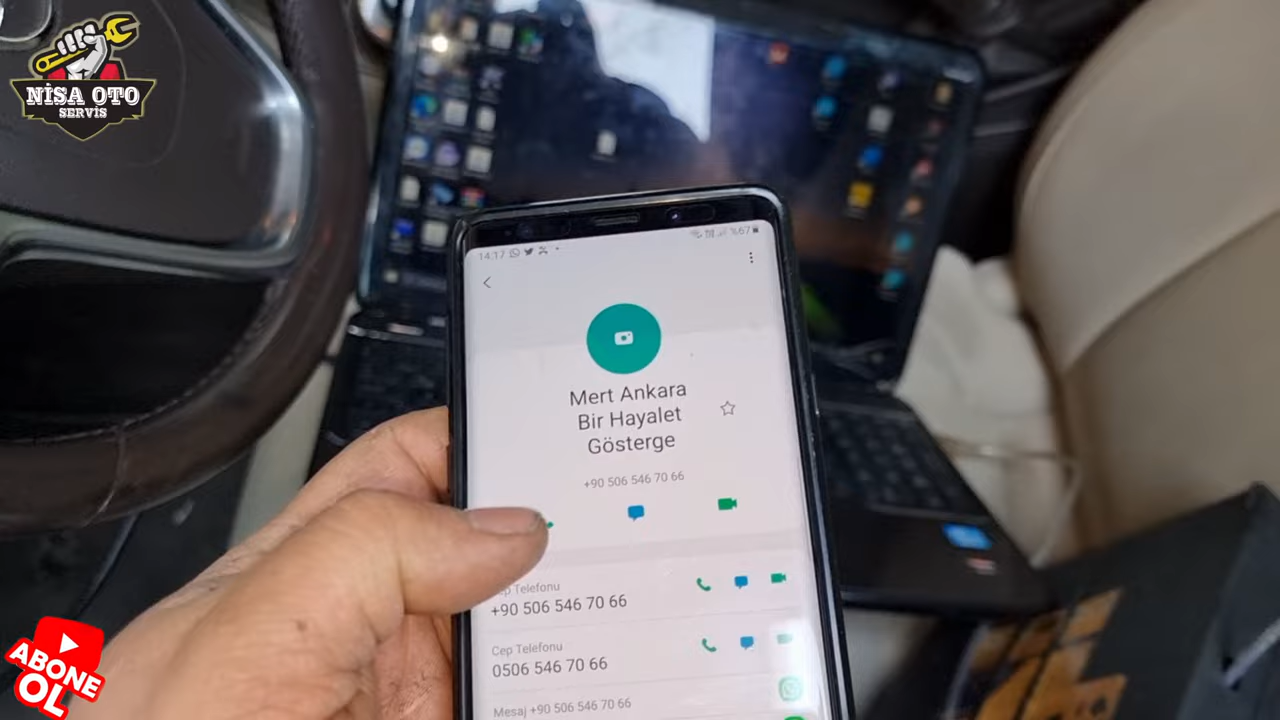 NİSA OTO
SERVİS
14:17
%67
Mert Ankara
Bir Hayalet
Gösterge
+90 506 546 70 66
Telefonu
+90 506 546 70 66
Cep Telefonu
0506 546 70 66
Mesaj +90 506 546 70 66
ABONE
OL